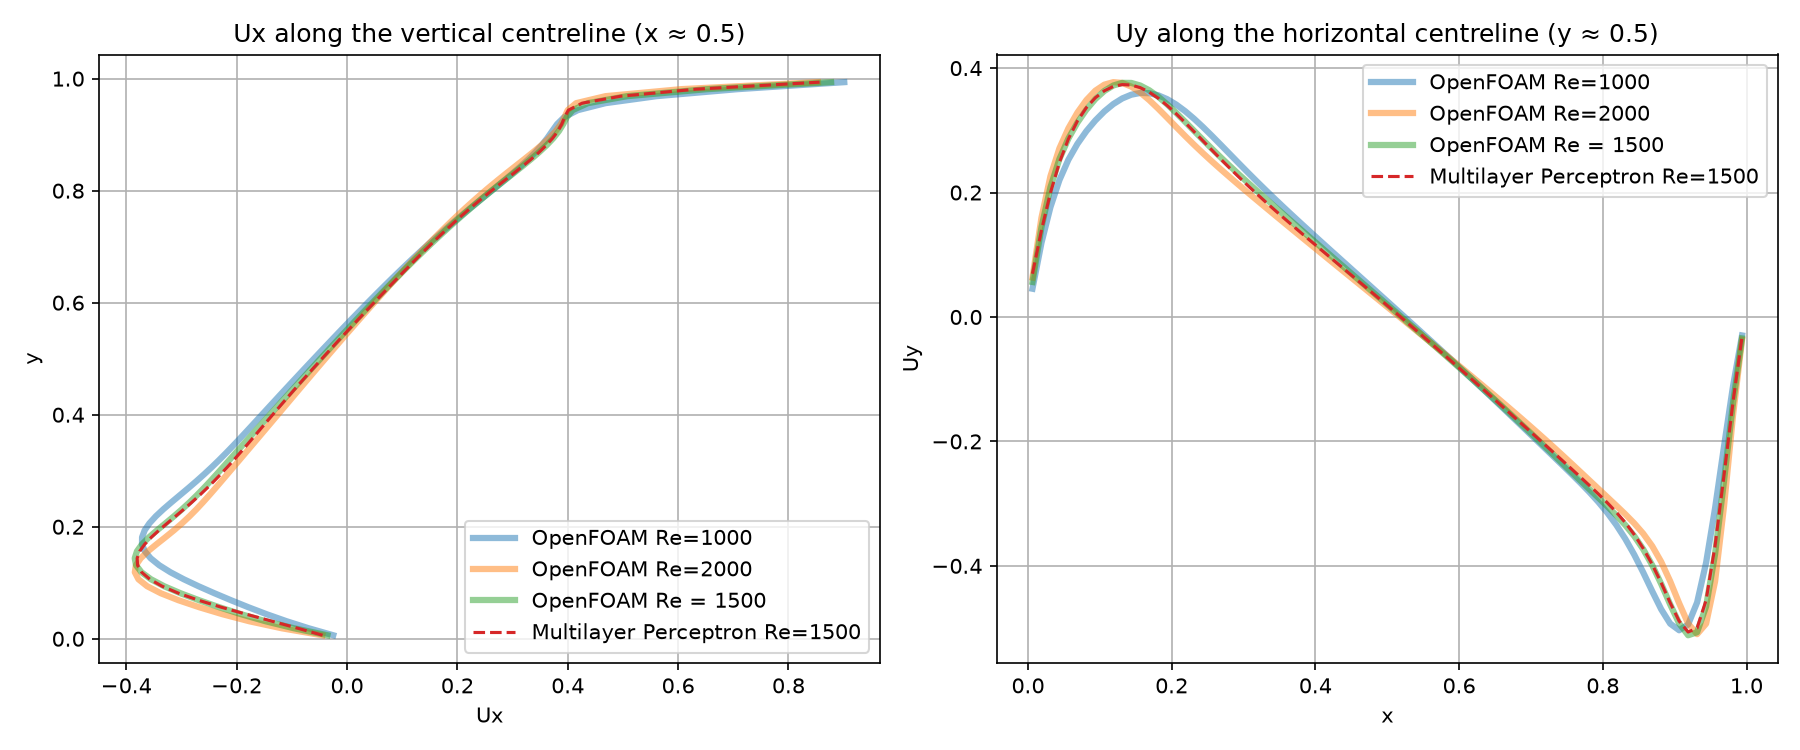 Ux along the vertical centreline (x ≈ 0.5)
1.0
0.8
0.6
0.4
0.2
0.0
y
−0.4 −0.2 0.0 0.2 0.4 0.6 0.8
Ux
OpenFOAM Re=1000
OpenFOAM Re=2000
OpenFOAM Re = 1500
Multilayer Perceptron Re=1500
Uy along the horizontal centreline (y ≈ 0.5)
0.4
0.2
0.0
−0.2
−0.4
Uy
0.0 0.2 0.4 0.6 0.8 1.0
x
OpenFOAM Re=1000
OpenFOAM Re=2000
OpenFOAM Re = 1500
Multilayer Perceptron Re=1500